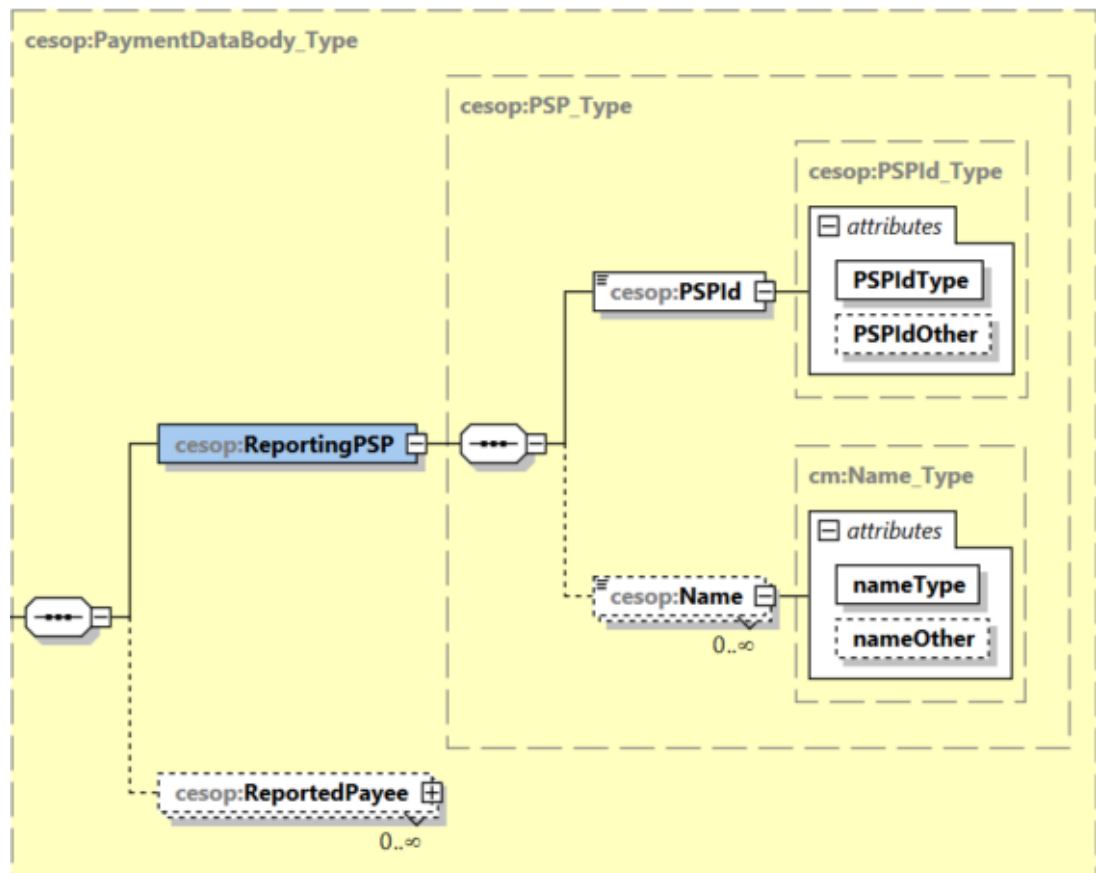 cesop:PaymentDataBody_Type
cesop:PSP_Type
cesop:PSPId_Type
attributes
PSPIdType
cesop:PSPId
PSPIdOther
cesop:ReportingPSP
cm:Name_Type
attributes
nameType
cesop:Name
nameOther
0..∞
cesop:ReportedPayee
0..∞